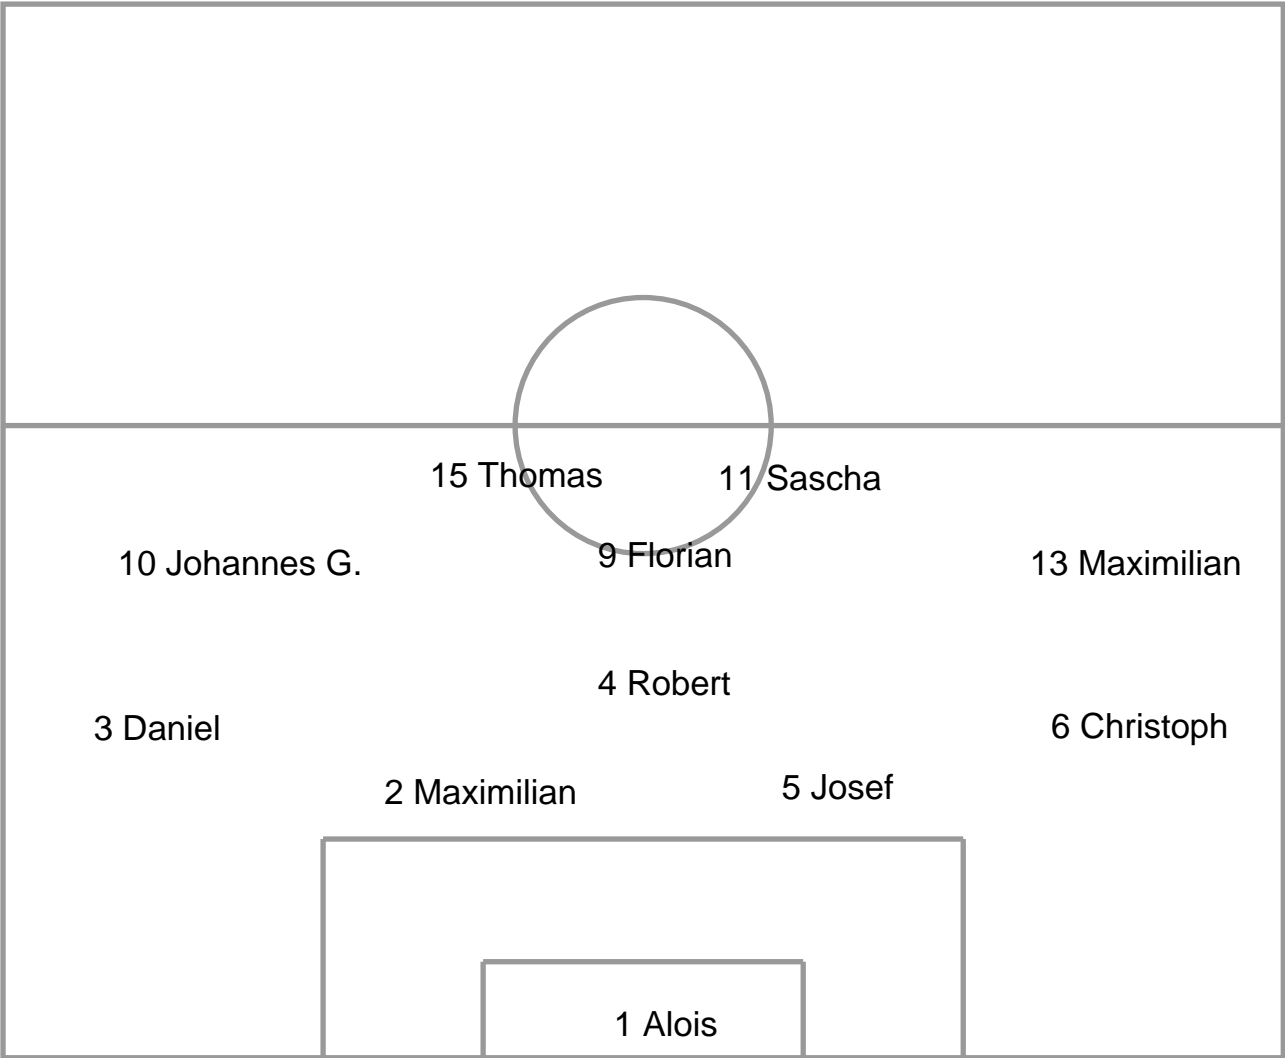 15 Thomas
11 Sascha
10 Johannes G.
9 Florian
13 Maximilian
4 Robert
3 Daniel
6 Christoph
2 Maximilian
5 Josef
1 Alois